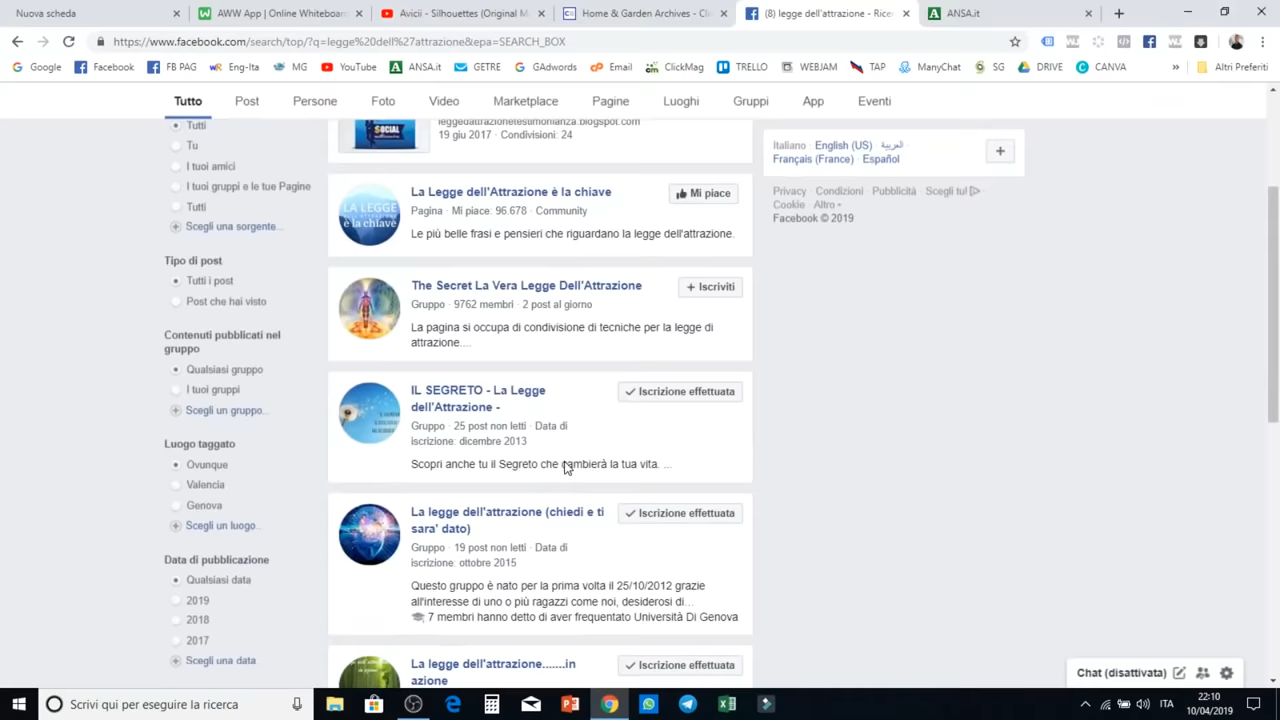 Nuova scheda
AWW App | Online Whiteboar
Avicii - Silhouettes (Original M
Home & Garden Archives - Cli
(8) legge dell'attrazione - Ricer
ANSA.it
https://www.facebook.com/search/top/?q=legge%20dell%27attrazione&epa=SEARCH_BOX
Google
Facebook
FB PAG
Eng-Ita
MG
YouTube
ANSA.it
GETRE
GAdwords
Email
ClickMag
TRELLO
WEBJAM
TAP
ManyChat
SG
DRIVE
CANVA
Altri Preferiti
Tutto
Post
Persone
Foto
Video
Marketplace
Pagine
Luoghi
Gruppi
App
Eventi
Tutti
Tu
I tuoi amici
I tuoi gruppi e le tue Pagine
Tutti
Scegli una sorgente...
Tipo di post
Tutti i post
Post che hai visto
Contenuti pubblicati nel
gruppo
Qualsiasi gruppo
I tuoi gruppi
Scegli un gruppo...
Luogo taggato
Ovunque
Valencia
Genova
Scegli un luogo...
Data di pubblicazione
Qualsiasi data
2019
2018
2017
Scegli una data
SOCIAL
leggedattrazionetestimonianza.blogspot.com
19 giu 2017 · Condivisioni: 24
LA LEGGE
è la chiave
La Legge dell'Attrazione è la chiave
Mi piace
Pagina · Mi piace: 96.678 · Community
Le più belle frasi e pensieri che riguardano la legge dell'attrazione.
The Secret La Vera Legge Dell'Attrazione
Iscriviti
Gruppo · 9762 membri · 2 post al giorno
La pagina si occupa di condivisione di tecniche per la legge di
attrazione....
IL SEGRETO - La Legge
dell'Attrazione -
Iscrizione effettuata
Gruppo · 25 post non letti · Data di
iscrizione: dicembre 2013
Scopri anche tu il Segreto che cambierà la tua vita. ...
La legge dell'attrazione (chiedi e ti
sara' dato)
Iscrizione effettuata
Gruppo · 19 post non letti · Data di
iscrizione: ottobre 2015
Questo gruppo è nato per la prima volta il 25/10/2012 grazie
all'interesse di uno o più ragazzi come noi, desiderosi di...
7 membri hanno detto di aver frequentato Università Di Genova
La legge dell'attrazione.......in
azione
Iscrizione effettuata
Italiano · English (US) · العربية ·
Français (France) · Español
Privacy · Condizioni · Pubblicità · Scegli tu! ·
Cookie · Altro
Facebook © 2019
Chat (disattivata)
Scrivi qui per eseguire la ricerca
ITA
22:10
10/04/2019